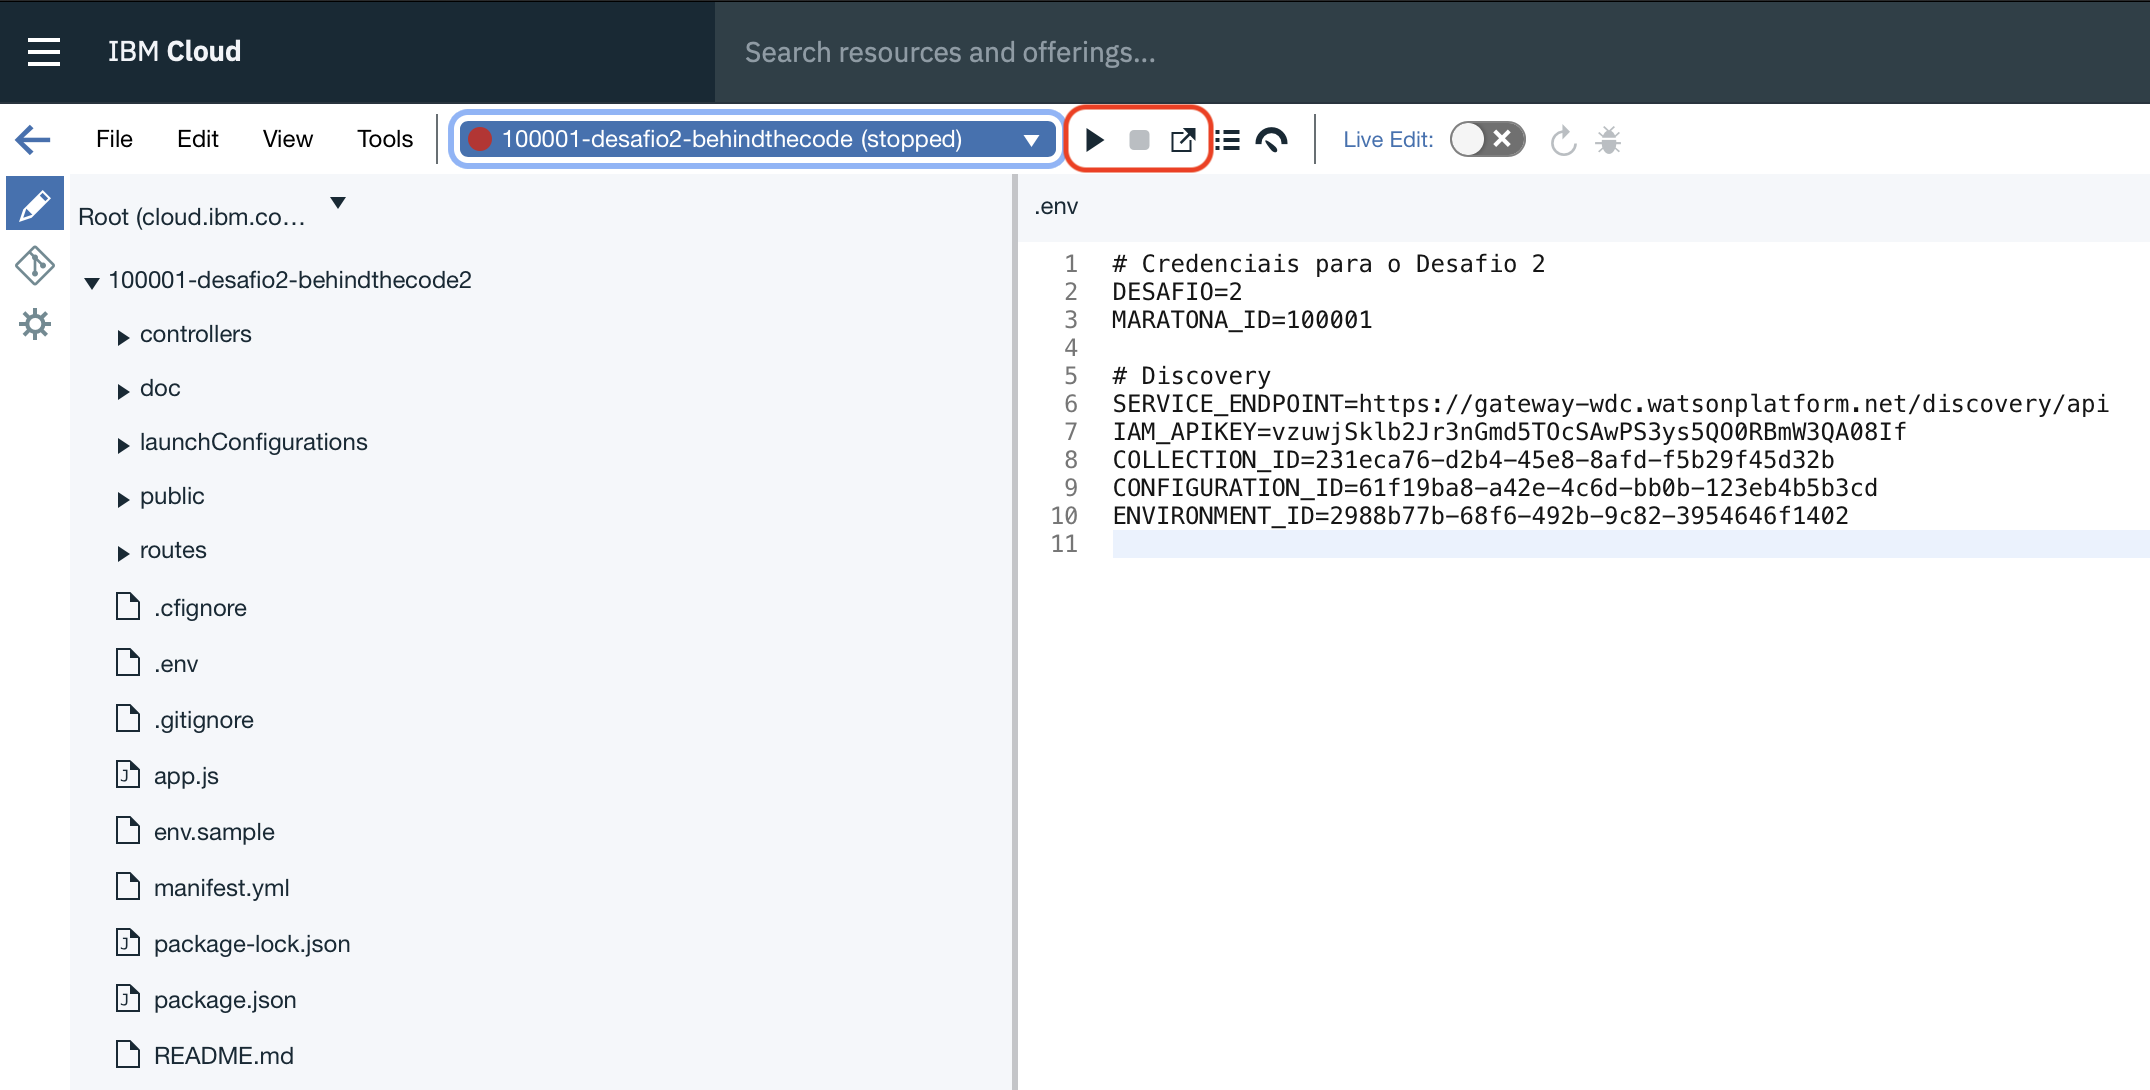 IBM Cloud
Search resources and offerings...
File Edit View Tools
100001-desafio2-behindthecode (stopped)
Live Edit:
Root (cloud.ibm.co...
100001-desafio2-behindthecode2
controllers
doc
launchConfigurations
public
routes
.cfignore
.env
.gitignore
app.js
env.sample
manifest.yml
package-lock.json
package.json
README.md
.env
1 # Credenciais para o Desafio 2
2 DESAFIO=2
3 MARATONA_ID=100001
4
5 # Discovery
6 SERVICE_ENDPOINT=https://gateway-wdc.watsonplatform.net/discovery/api
7 IAM_APIKEY=vzuwjSklb2Jr3nGmd5TOcSAwPS3ys5QO0RBmW3QA08If
8 COLLECTION_ID=231eca76-d2b4-45e8-8afd-f5b29f45d32b
9 CONFIGURATION_ID=61f19ba8-a42e-4c6d-bb0b-123eb4b5b3cd
10 ENVIRONMENT_ID=2988b77b-68f6-492b-9c82-3954646f1402
11